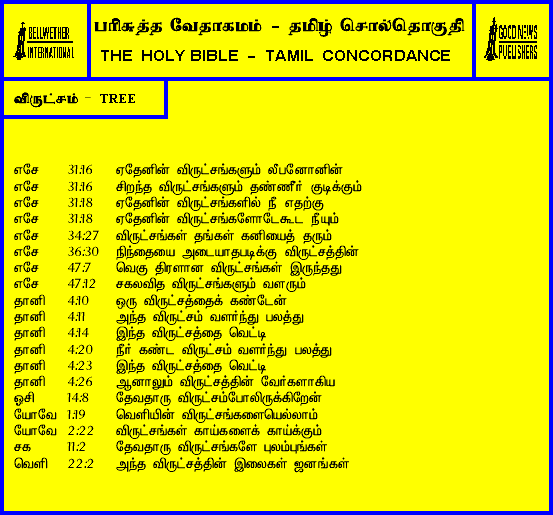 BELLWETHER
INTERNATIONAL
பரிசுத்த வேதாகமம் - தமிழ் சொல்தொகுதி
THE HOLY BIBLE - TAMIL CONCORDANCE
GOOD NEWS
PUBLISHERS
விருட்சம் - TREE
எசே 31:16 ஏதேனின் விருட்சங்களும் லீபனோனின்
எசே 31:16 சிறந்த விருட்சங்களும் தண்ணீர் குடிக்கும்
எசே 31:18 ஏதேனின் விருட்சங்களில் நீ எதற்கு
எசே 31:18 ஏதேனின் விருட்சங்களோடேகூட நீயும்
எசே 34:27 விருட்சங்கள் தங்கள் கனியைத் தரும்
எசே 36:30 நிந்தையை அடையாதபடிக்கு விருட்சத்தின்
எசே 47:7 வெகு திரளான விருட்சங்கள் இருந்தது
எசே 47:12 சகலவித விருட்சங்களும் வளரும்
தானி 4:10 ஒரு விருட்சத்தைக் கண்டேன்
தானி 4:11 அந்த விருட்சம் வளர்ந்து பலத்து
தானி 4:14 இந்த விருட்சத்தை வெட்டி
தானி 4:20 நீர் கண்ட விருட்சம் வளர்ந்து பலத்து
தானி 4:23 இந்த விருட்சத்தை வெட்டி
தானி 4:26 ஆனாலும் விருட்சத்தின் வேர்களாகிய
ஓசி 14:8 தேவதாரு விருட்சம்போலிருக்கிறேன்
யோவே 1:19 வெளியின் விருட்சங்களையெல்லாம்
யோவே 2:22 விருட்சங்கள் காய்களைக் காய்க்கும்
சக 11:2 தேவதாரு விருட்சங்களே புலம்புங்கள்
வெளி 22:2 அந்த விருட்சத்தின் இலைகள் ஜனங்கள்